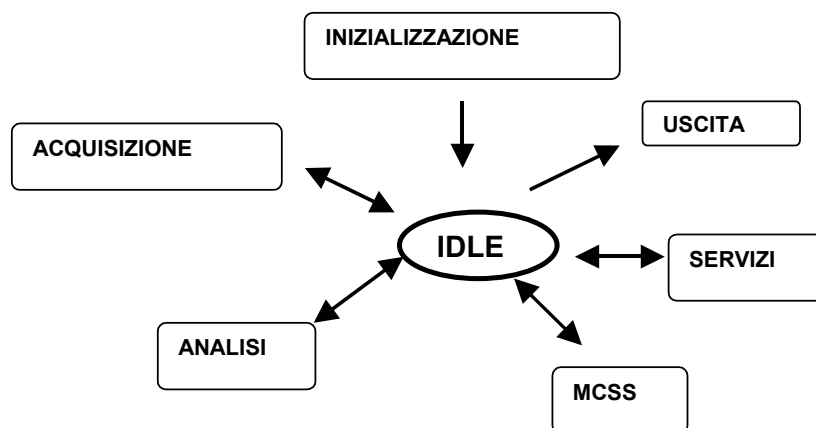 INIZIALIZZAZIONE
USCITA
ACQUISIZIONE
IDLE
SERVIZI
ANALISI
MCSS